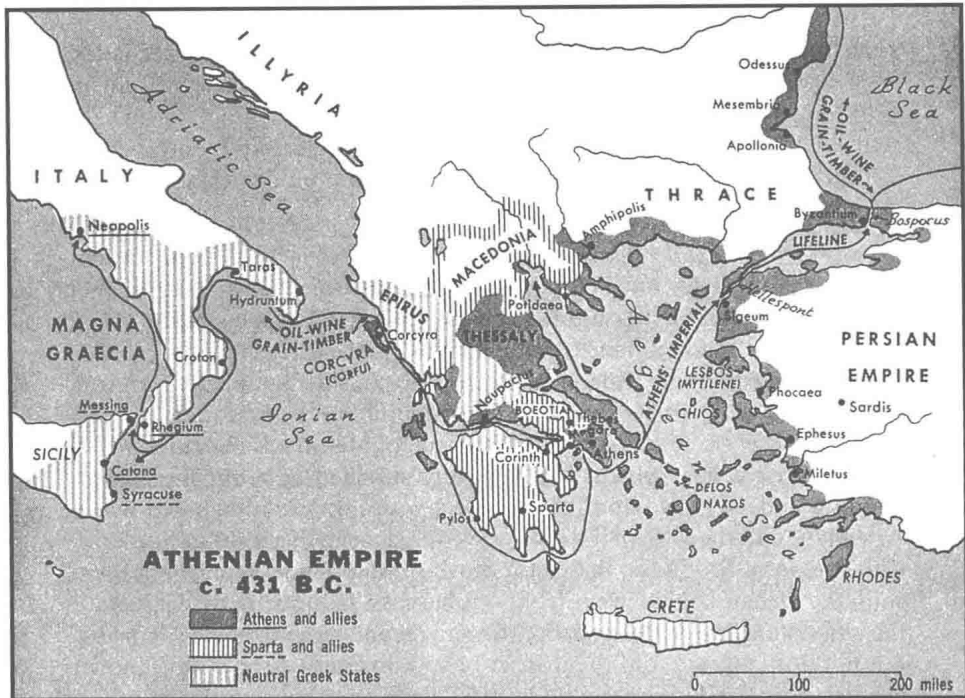 ILLYRIA
Adriatic Sea
Odessus
Black
Sea
Mesembria
OIL-WINE
GRAIN-TIMBER
Apollonia
ITALY
THRACE
Neapolis
Amphipolis
Byzantium
Bosporus
LIFELINE
MACEDONIA
Taras
Potidaea
Hellespont
Hydruntum
EPIRUS
Sigeum
MAGNA
GRAECIA
OIL-WINE
GRAIN-TIMBER
Corcyra
THESSALY
Aegean Sea
ATHENS' IMPERIAL
PERSIAN
EMPIRE
CORCYRA
(CORFU)
LESBOS
(MYTILENE)
Croton
Phocaea
Sardis
Ionian
Sea
Naupactus
BOEOTIA
Thebes
CHIOS
Messina
Rhegium
Megara
Athens
Ephesus
SICILY
Corinth
Catana
Miletus
DELOS
Syracuse
NAXOS
Pylos
Sparta
ATHENIAN EMPIRE
c. 431 B.C.
RHODES
CRETE
Athens and allies
Sparta and allies
Neutral Greek States
0 100 200 miles